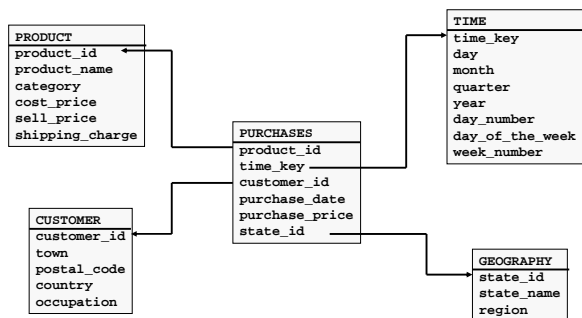 PRODUCT
product_id
product_name
category
cost_price
sell_price
shipping_charge
TIME
time_key
day
month
quarter
year
day_number
day_of_the_week
week_number
PURCHASES
product_id
time_key
customer_id
purchase_date
purchase_price
state_id
CUSTOMER
customer_id
town
postal_code
country
occupation
GEOGRAPHY
state_id
state_name
region